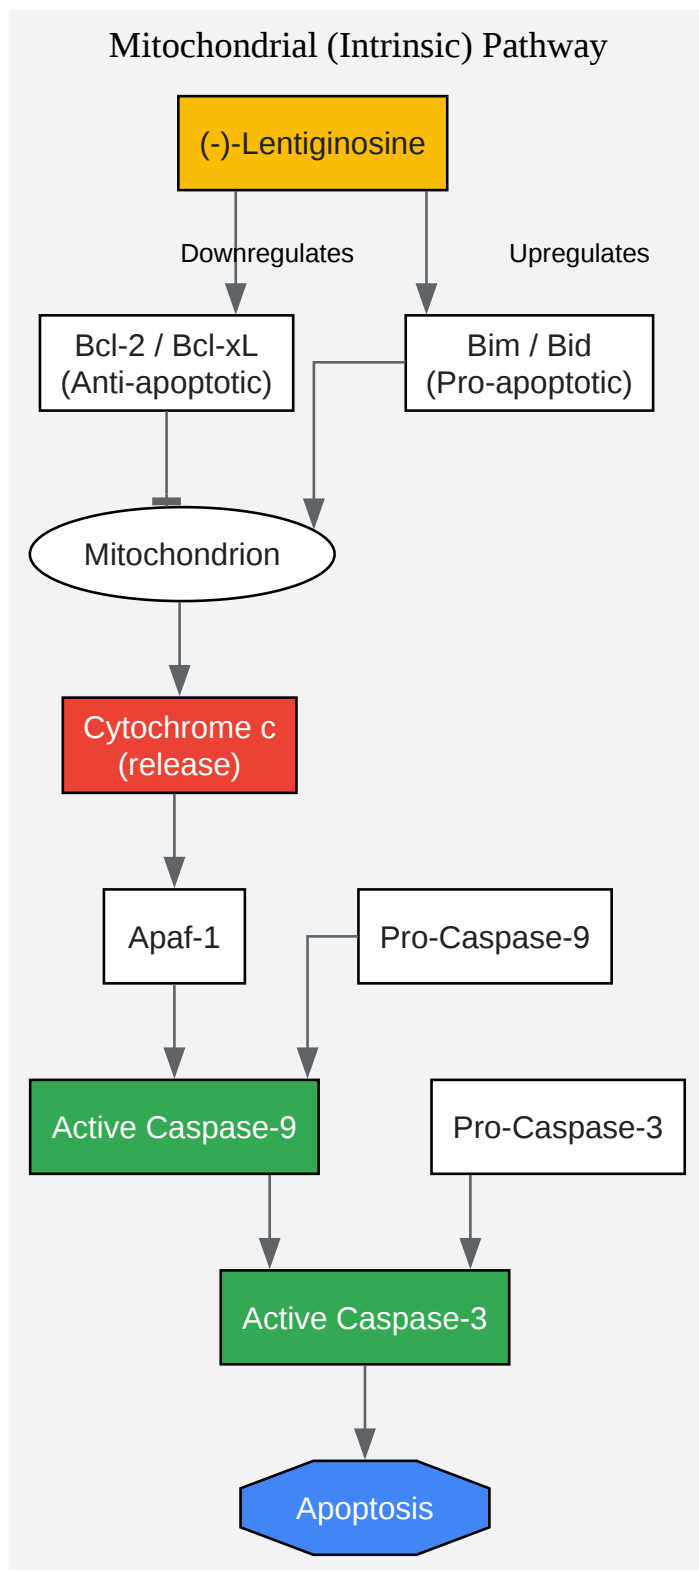 Mitochondrial (Intrinsic) Pathway
(-)-Lentiginosine
Downregulates
Upregulates
Bcl-2 / Bcl-xL
(Anti-apoptotic)
Bim / Bid
(Pro-apoptotic)
Mitochondrion
Cytochrome c
(release)
Apaf-1
Pro-Caspase-9
Active Caspase-9
Pro-Caspase-3
Active Caspase-3
Apoptosis